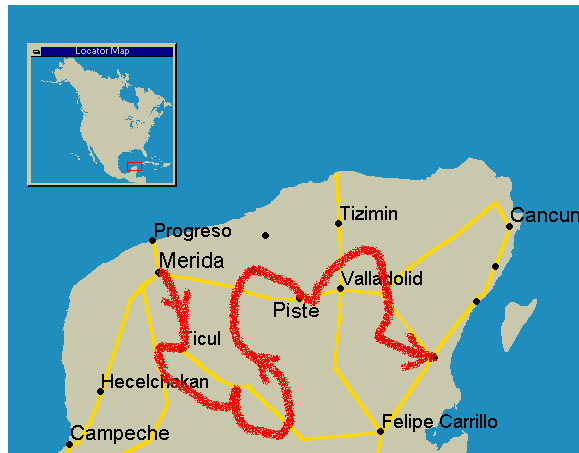 Locator Map
Tizimin
Cancun
Progreso
Merida
Valladolid
Piste
Ticul
Hecelchakan
Felipe Carrillo
Campeche